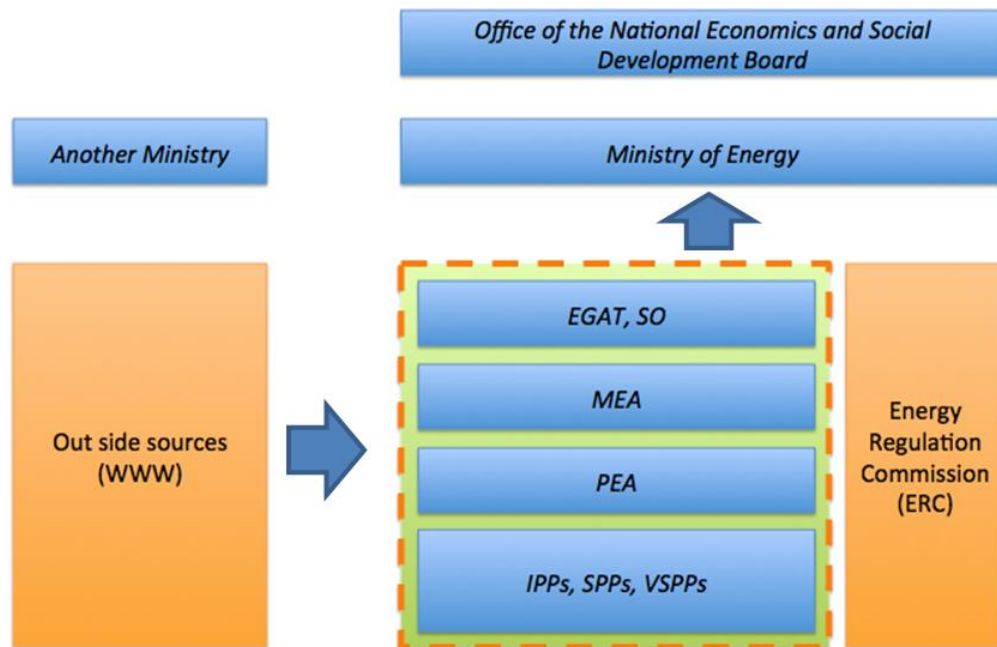 Office of the National Economics and Social
Development Board
Another Ministry
Ministry of Energy
EGAT, SO
MEA
PEA
IPPs, SPPs, VSPPs
Out side sources
(WWW)
Energy
Regulation
Commission
(ERC)